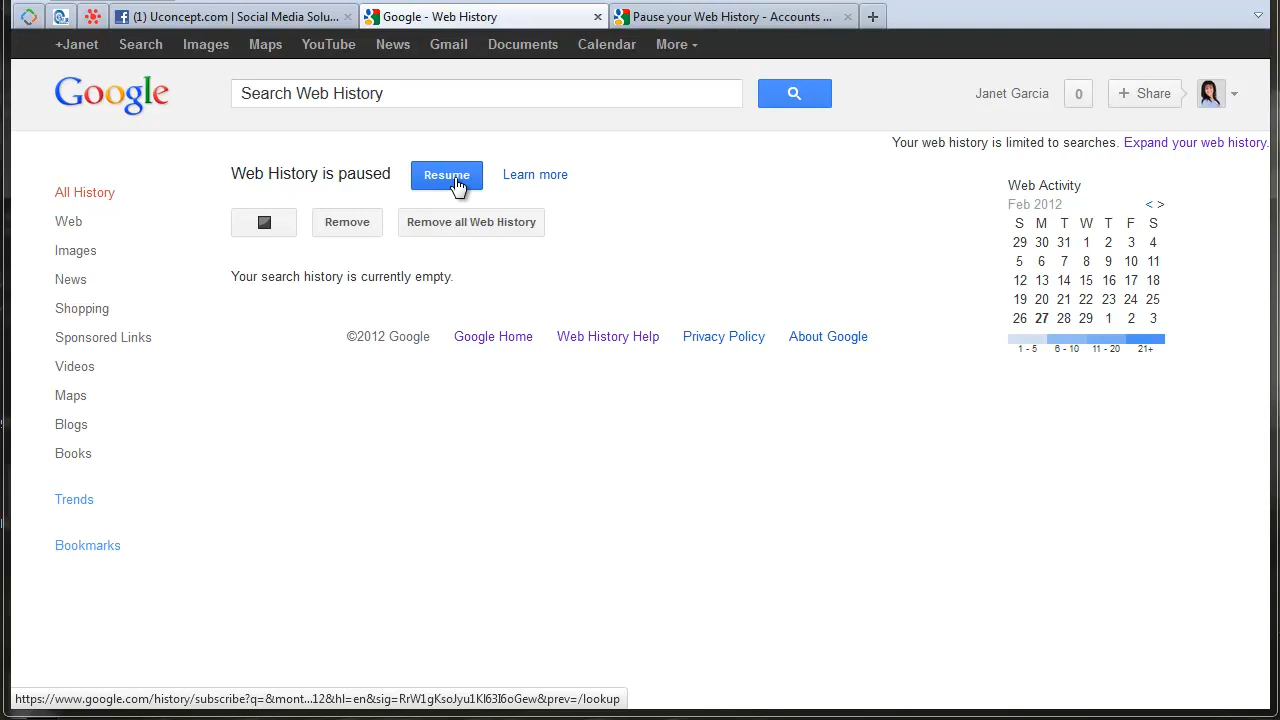 (1) Uconcept.com | Social Media Solu...
Google - Web History
Pause your Web History - Accounts ...
+Janet Search Images Maps YouTube News Gmail Documents Calendar More
Google
Search Web History
Janet Garcia
0
+ Share
Your web history is limited to searches. Expand your web history.
Web History is paused
Resume
Learn more
Remove
Remove all Web History
Your search history is currently empty.
©2012 Google Google Home Web History Help Privacy Policy About Google
All History
Web
Images
News
Shopping
Sponsored Links
Videos
Maps
Blogs
Books
Trends
Bookmarks
Web Activity
Feb 2012 < >
S M T W T F S
29 30 31 1 2 3 4
5 6 7 8 9 10 11
12 13 14 15 16 17 18
19 20 21 22 23 24 25
26 27 28 29 1 2 3
1 - 5 6 - 10 11 - 20 21+
https://www.google.com/history/subscribe?q=&mont...12&hl=en&sig=RrW1gKsoJyu1Kl63I6oGew&prev=/lookup